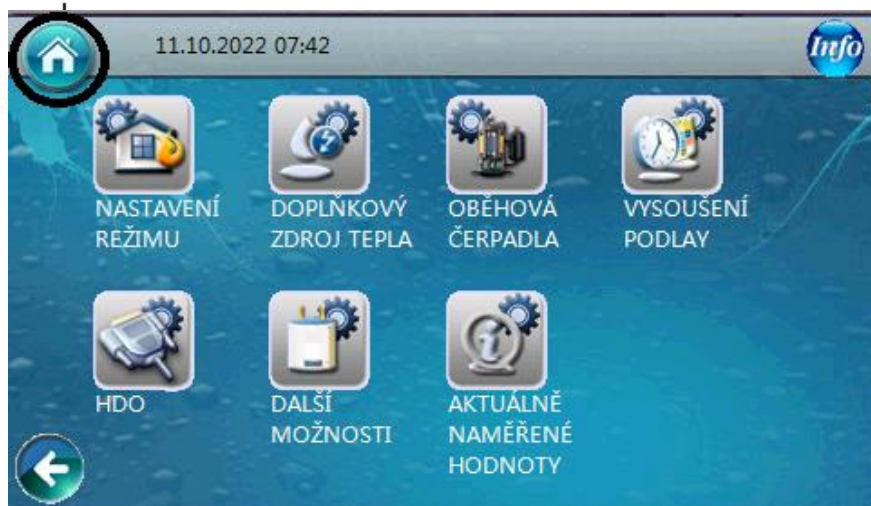 11.10.2022 07:42
Info
NASTAVENÍ
REŽIMU
DOPLŇKOVÝ
ZDROJ TEPLA
OBĚHOVÁ
ČERPADLA
VYSOUŠENÍ
PODLAY
HDO
DALŠÍ
MOŽNOSTI
AKTUÁLNĚ
NAMĚŘENÉ
HODNOTY